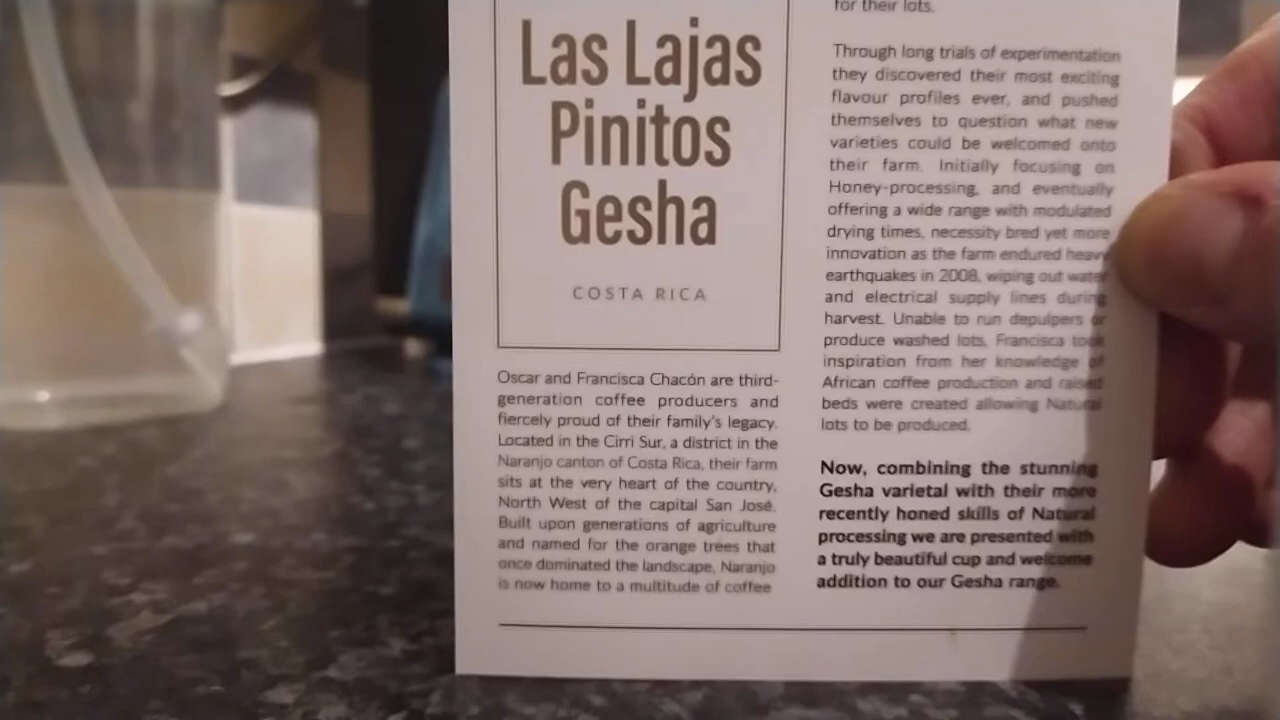 Las Lajas
Pinitos
Gesha
COSTA RICA
Oscar and Francisca Chacón are third-
generation coffee producers and
fiercely proud of their family's legacy.
Located in the Cirri Sur, a district in the
Naranjo canton of Costa Rica, their farm
sits at the very heart of the country,
North West of the capital San José.
Built upon generations of agriculture
and named for the orange trees that
once dominated the landscape, Naranjo
is now home to a multitude of coffee
for their lots.
Through long trials of experimentation
they discovered their most exciting
flavour profiles ever, and pushed
themselves to question what new
varieties could be welcomed onto
their farm. Initially focusing on
Honey-processing, and eventually
offering a wide range with modulated
drying times, necessity bred yet more
innovation as the farm endured heavy
earthquakes in 2008, wiping out water
and electrical supply lines during
harvest. Unable to run depulpers or
produce washed lots, Francisca took
inspiration from her knowledge of
African coffee production and raised
beds were created allowing Natural
lots to be produced.
Now, combining the stunning
Gesha varietal with their more
recently honed skills of Natural
processing we are presented with
a truly beautiful cup and welcome
addition to our Gesha range.